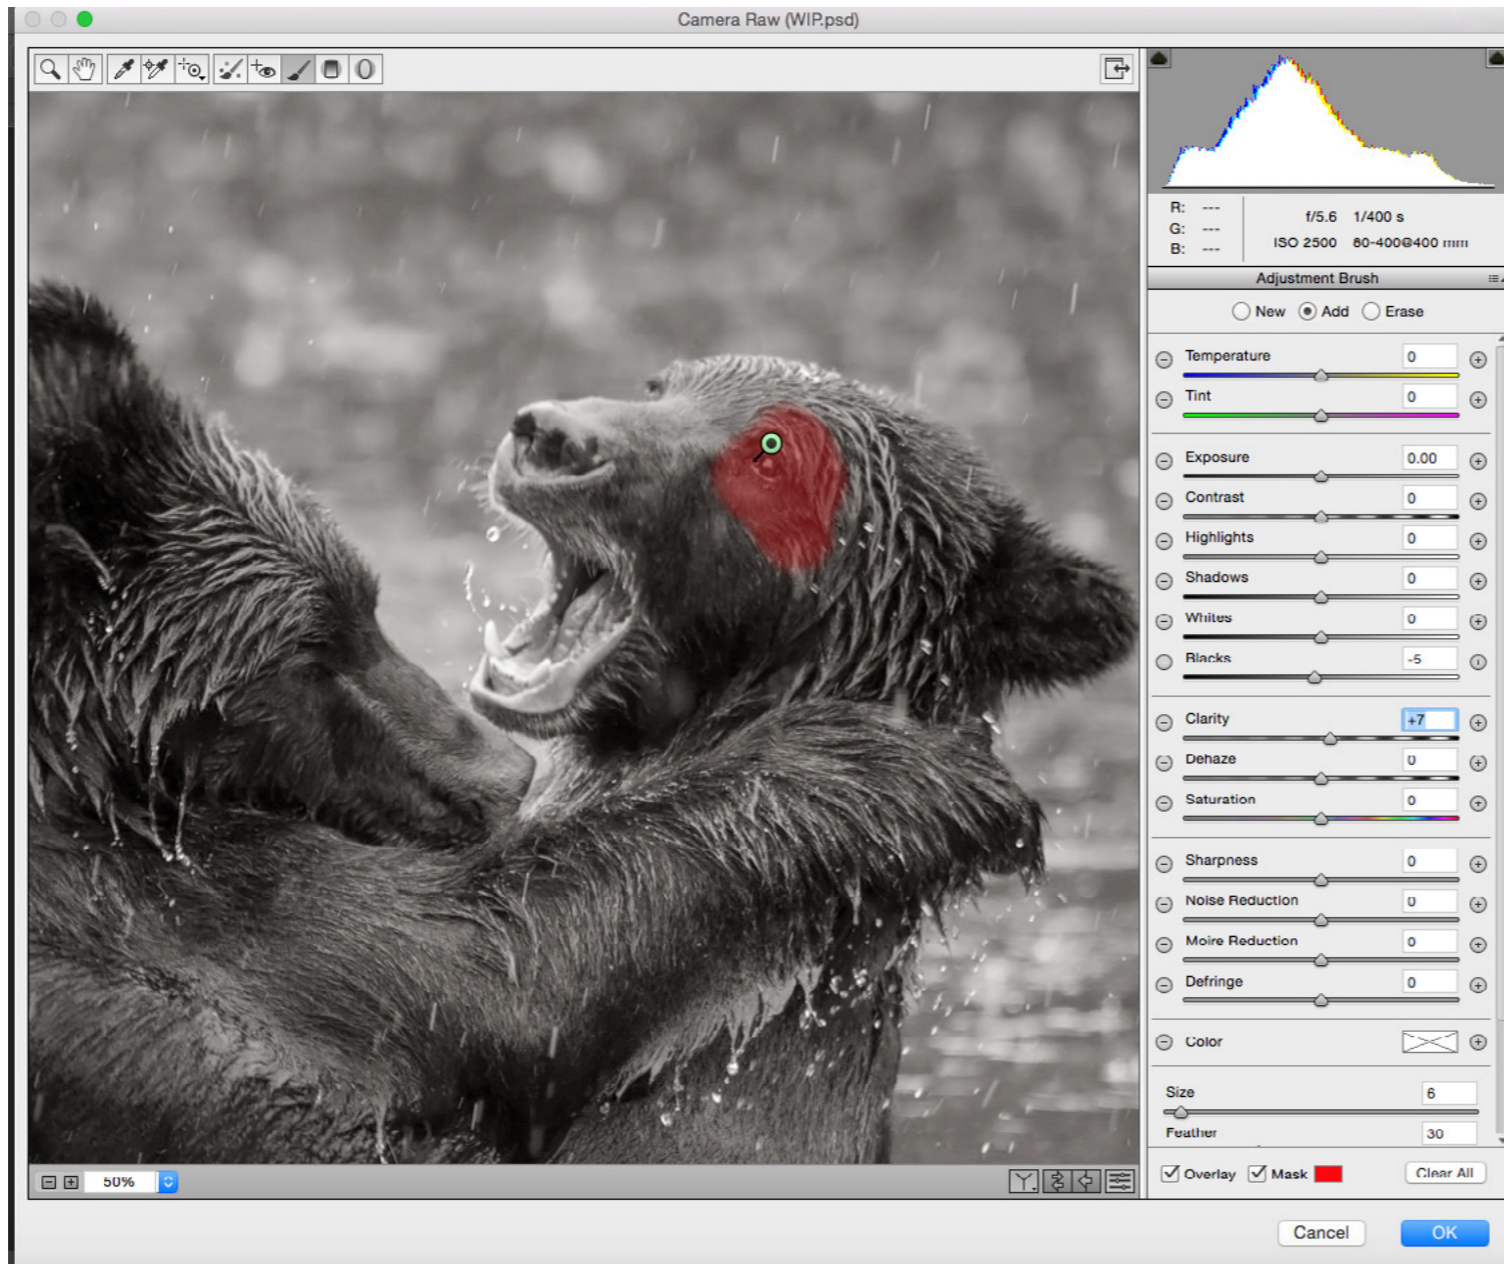 Camera Raw (WIP.psd)
R: ---
G: ---
B: ---
f/5.6 1/400 s
ISO 2500 80-400@400 mm
Adjustment Brush
New Add Erase
Temperature 0
Tint 0
Exposure 0.00
Contrast 0
Highlights 0
Shadows 0
Whites 0
Blacks -5
Clarity +7
Dehaze 0
Saturation 0
Sharpness 0
Noise Reduction 0
Moire Reduction 0
Defringe 0
Color
Size 6
Feather 30
50%
Overlay Mask Clear All
Cancel OK